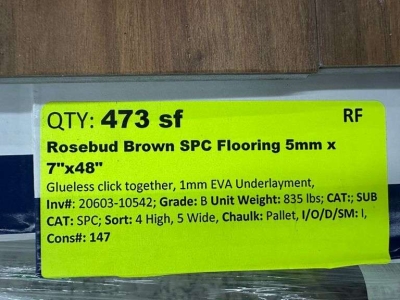 QTY: 473 sf RF
Rosebud Brown SPC Flooring 5mm x
7"x48"
Glueless click together, 1mm EVA Underlayment,
Inv#: 20603-10542; Grade: B Unit Weight: 835 lbs; CAT:; SUB
CAT: SPC; Sort: 4 High, 5 Wide, Chaulk: Pallet, I/O/D/SM: I,
Cons#: 147